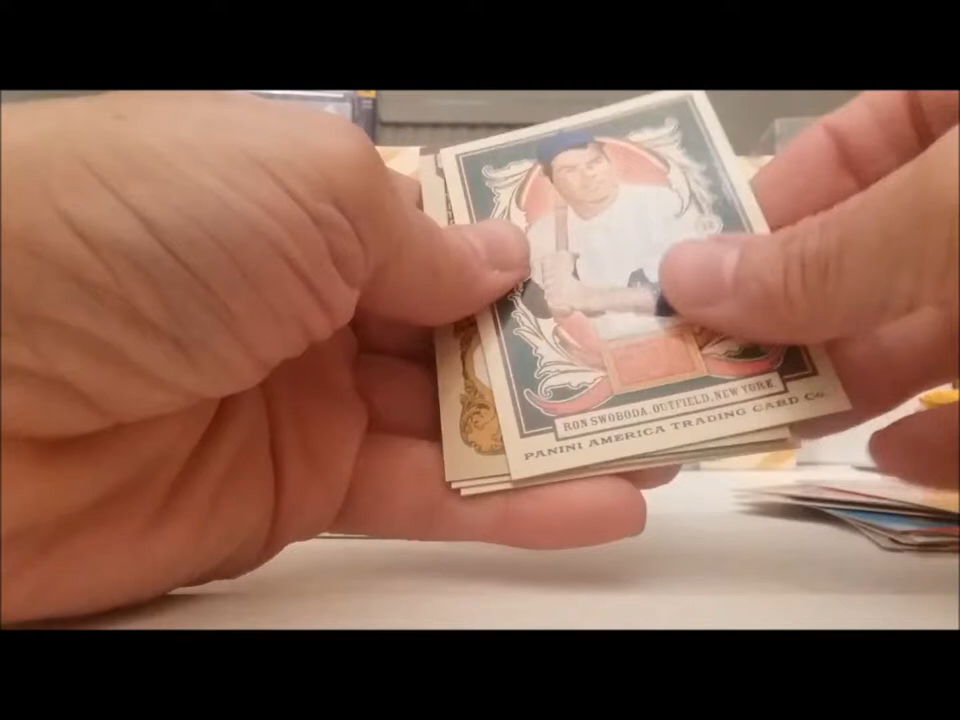 RON SWOBODA, OUTFIELD, NEW YORK
PANINI AMERICA TRADING CARD CO.